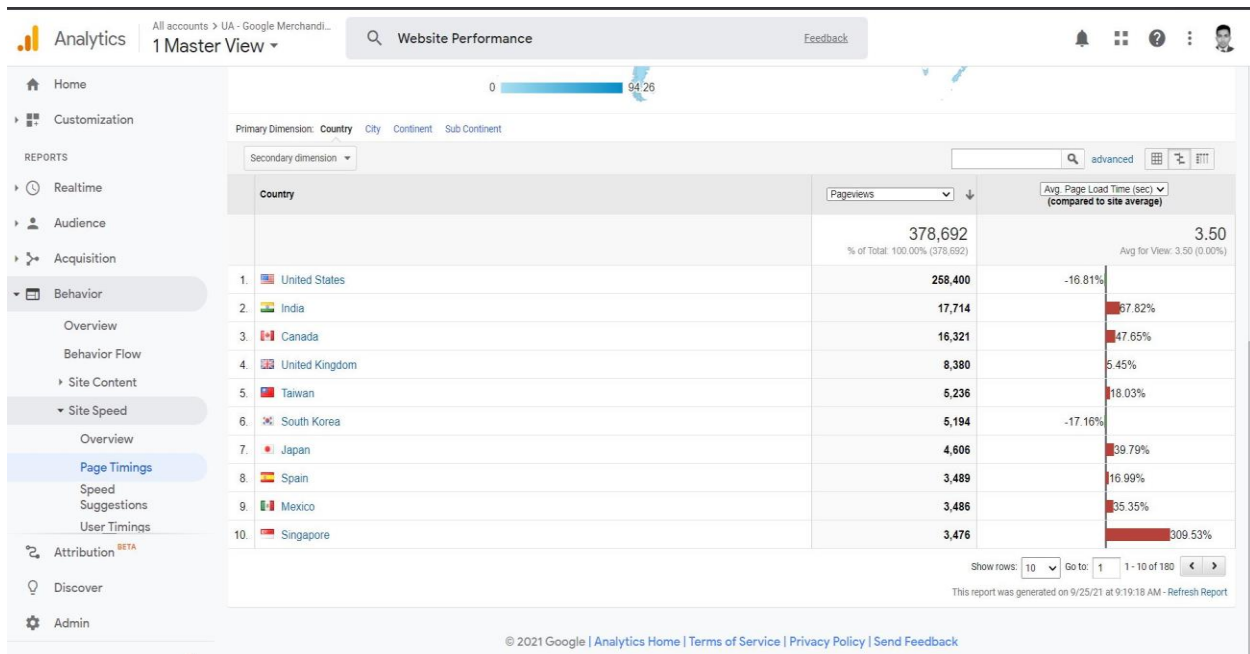 All accounts > UA - Google Merchandi...
Analytics
1 Master View
Website Performance
Feedback
Home
Customization
REPORTS
Realtime
Audience
Acquisition
Behavior
Overview
Behavior Flow
Site Content
Site Speed
Overview
Page Timings
Speed
Suggestions
User Timings
Attribution BETA
Discover
Admin
0 94.26
Primary Dimension: Country City Continent Sub Continent
Secondary dimension
advanced
Country Pageviews Avg. Page Load Time (sec)
(compared to site average)
378,692 3.50
% of Total: 100.00% (378,692) Avg for View: 3.50 (0.00%)
1. United States 258,400 -16.81%
2. India 17,714 67.82%
3. Canada 16,321 47.65%
4. United Kingdom 8,380 5.45%
5. Taiwan 5,236 18.03%
6. South Korea 5,194 -17.16%
7. Japan 4,606 39.79%
8. Spain 3,489 16.99%
9. Mexico 3,486 35.35%
10. Singapore 3,476 309.53%
Show rows: 10 Go to: 1 1 - 10 of 180
This report was generated on 9/25/21 at 9:19:18 AM - Refresh Report
© 2021 Google | Analytics Home | Terms of Service | Privacy Policy | Send Feedback